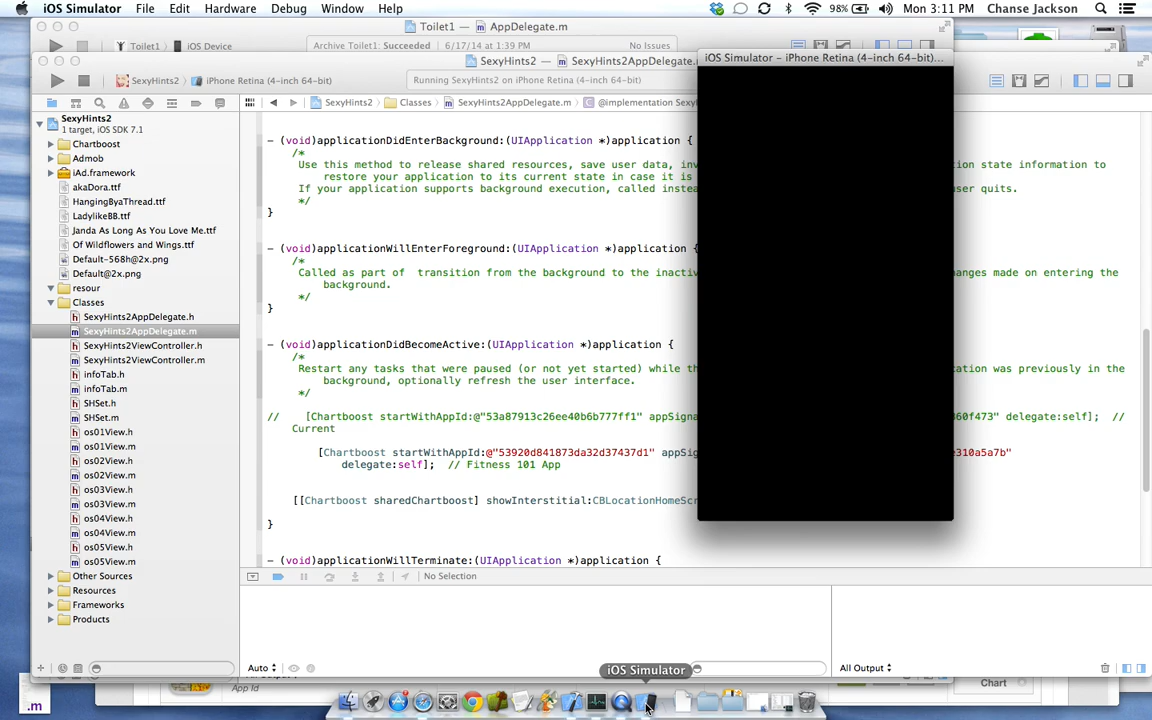 iOS Simulator File Edit Hardware Debug Window Help 98% Mon 3:11 PM Chanse Jackson
Toilet1 — AppDelegate.m
Toilet1 iOS Device Archive Toilet1: Succeeded 6/17/14 at 1:39 PM No Issues
SexyHints2 — SexyHints2AppDelegate.
iOS Simulator – iPhone Retina (4-inch 64-bit)...
SexyHints2 iPhone Retina (4-inch 64-bit) Running SexyHints2 on iPhone Retina (4-inch 64-bit)
SexyHints2 Classes SexyHints2AppDelegate.m @implementation Sexy
SexyHints2
1 target, iOS SDK 7.1
Chartboost
Admob
iAd.framework
akaDora.ttf
HangingByaThread.ttf
LadylikeBB.ttf
Janda As Long As You Love Me.ttf
Of Wildflowers and Wings.ttf
Default-568h@2x.png
Default@2x.png
resour
Classes
SexyHints2AppDelegate.h
SexyHints2AppDelegate.m
SexyHints2ViewController.h
SexyHints2ViewController.m
infoTab.h
infoTab.m
SHSet.h
SHSet.m
os01View.h
os01View.m
os02View.h
os02View.m
os03View.h
os03View.m
os04View.h
os04View.m
os05View.h
os05View.m
Other Sources
Resources
Frameworks
Products
- (void)applicationDidEnterBackground:(UIApplication *)application {
/*
Use this method to release shared resources, save user data, inv ion state information to
restore your application to its current state in case it is
If your application supports background execution, called instea user quits.
*/
}
- (void)applicationWillEnterForeground:(UIApplication *)application {
/*
Called as part of transition from the background to the inactiv hanges made on entering the
background.
*/
}
- (void)applicationDidBecomeActive:(UIApplication *)application {
/*
Restart any tasks that were paused (or not yet started) while th ation was previously in the
background, optionally refresh the user interface.
*/
// [Chartboost startWithAppId:@"53a87913c26ee40b6b777ff1" appSigna 360f473" delegate:self]; //
Current
[Chartboost startWithAppId:@"53920d841873da32d37437d1" appSig e310a5a7b"
delegate:self]; // Fitness 101 App
[[Chartboost sharedChartboost] showInterstitial:CBLocationHomeScr
}
- (void)applicationWillTerminate:(UIApplication *)application {
No Selection
Auto All Output
iOS Simulator
.m
App Id
Chart